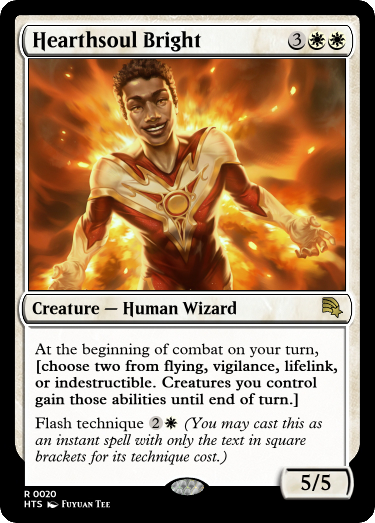 Hearthsoul Bright 3
Creature — Human Wizard
At the beginning of combat on your turn,
[choose two from flying, vigilance, lifelink,
or indestructible. Creatures you control
gain those abilities until end of turn.]
Flash technique 2 (You may cast this
as an instant spell with only the text in square
brackets for its technique cost.)
5/5
R 0020
HTS Fuyuan Tee